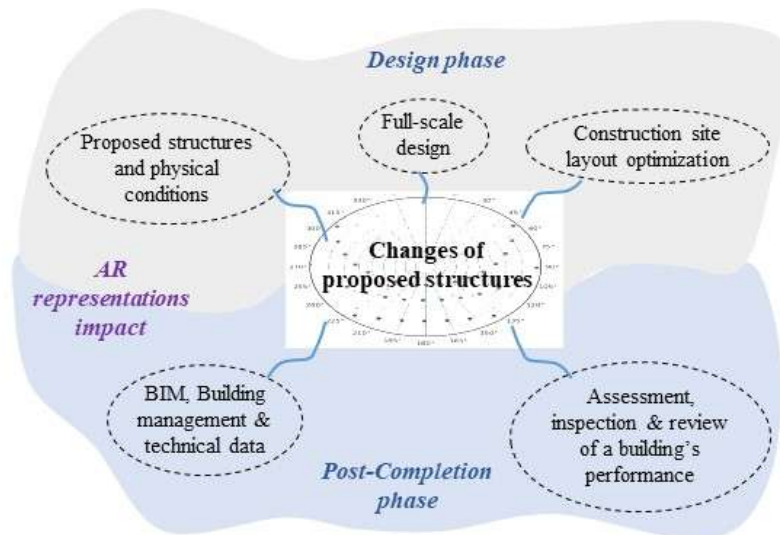 Design phase
Proposed structures
and physical
conditions
Full-scale
design
Construction site
layout optimization
Changes of
proposed structures
AR
representations
impact
BIM, Building
management &
technical data
Assessment,
inspection & review
of a building's
performance
Post-Completion
phase